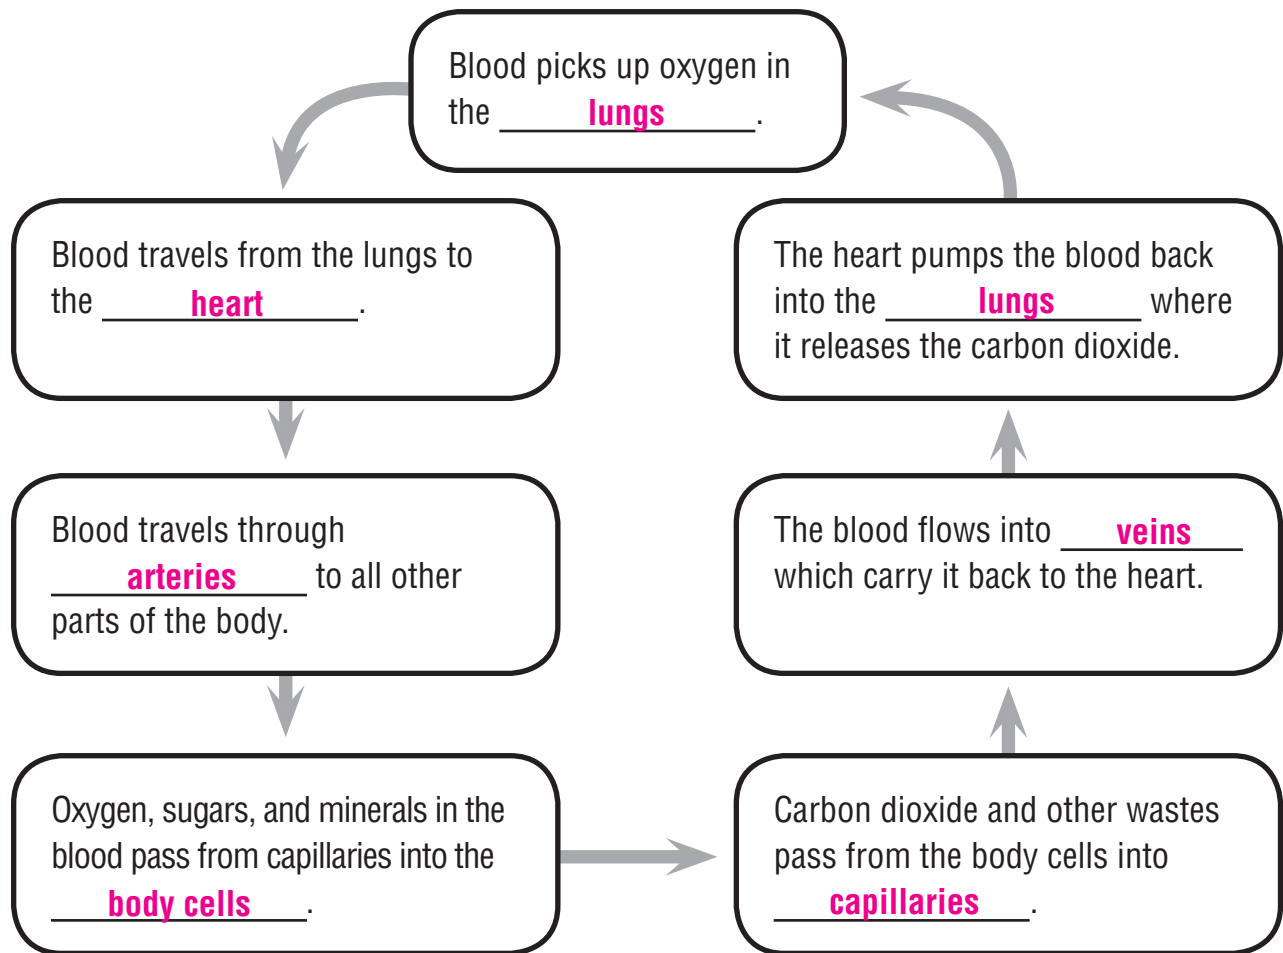 Blood picks up oxygen in
the lungs.
Blood travels from the lungs to
the heart.
Blood travels through
arteries to all other
parts of the body.
Oxygen, sugars, and minerals in the
blood pass from capillaries into the
body cells.
Carbon dioxide and other wastes
pass from the body cells into
capillaries.
The blood flows into veins
which carry it back to the heart.
The heart pumps the blood back
into the lungs where
it releases the carbon dioxide.